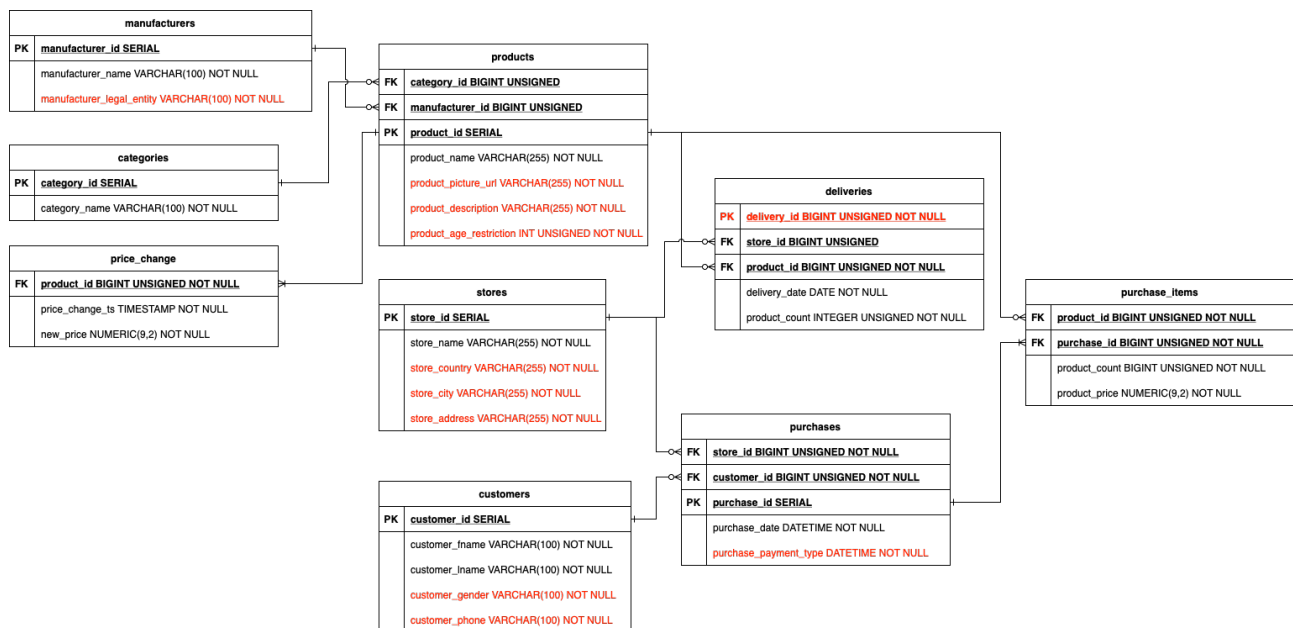 manufacturers
PK manufacturer_id SERIAL
manufacturer_name VARCHAR(100) NOT NULL
manufacturer_legal_entity VARCHAR(100) NOT NULL
categories
PK category_id SERIAL
category_name VARCHAR(100) NOT NULL
price_change
FK product_id BIGINT UNSIGNED NOT NULL
price_change_ts TIMESTAMP NOT NULL
new_price NUMERIC(9,2) NOT NULL
products
FK category_id BIGINT UNSIGNED
FK manufacturer_id BIGINT UNSIGNED
PK product_id SERIAL
product_name VARCHAR(255) NOT NULL
product_picture_url VARCHAR(255) NOT NULL
product_description VARCHAR(255) NOT NULL
product_age_restriction INT UNSIGNED NOT NULL
stores
PK store_id SERIAL
store_name VARCHAR(255) NOT NULL
store_country VARCHAR(255) NOT NULL
store_city VARCHAR(255) NOT NULL
store_address VARCHAR(255) NOT NULL
customers
PK customer_id SERIAL
customer_fname VARCHAR(100) NOT NULL
customer_lname VARCHAR(100) NOT NULL
customer_gender VARCHAR(100) NOT NULL
customer_phone VARCHAR(100) NOT NULL
deliveries
PK delivery_id BIGINT UNSIGNED NOT NULL
FK store_id BIGINT UNSIGNED
FK product_id BIGINT UNSIGNED NOT NULL
delivery_date DATE NOT NULL
product_count INTEGER UNSIGNED NOT NULL
purchases
FK store_id BIGINT UNSIGNED NOT NULL
FK customer_id BIGINT UNSIGNED NOT NULL
PK purchase_id SERIAL
purchase_date DATETIME NOT NULL
purchase_payment_type DATETIME NOT NULL
purchase_items
FK product_id BIGINT UNSIGNED NOT NULL
FK purchase_id BIGINT UNSIGNED NOT NULL
product_count BIGINT UNSIGNED NOT NULL
product_price NUMERIC(9,2) NOT NULL